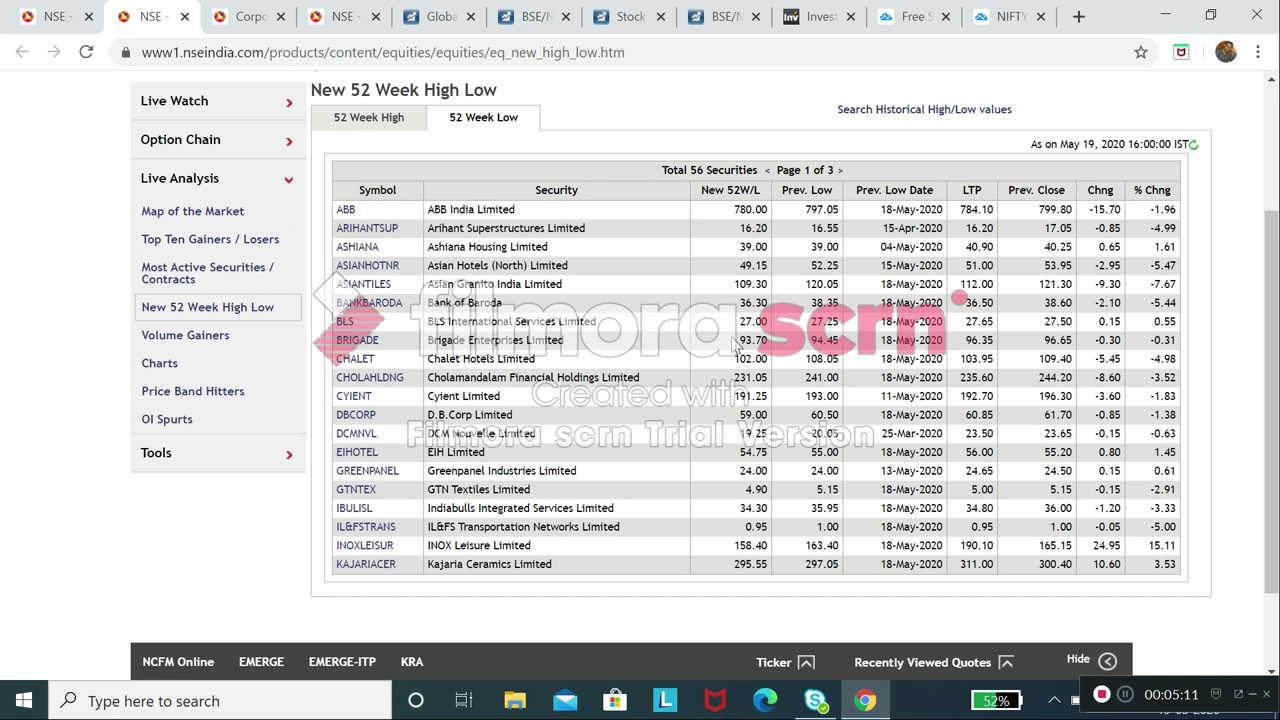 NSE - 
NSE - 
Corpo
NSE - 
Globa
BSE/N
Stock
BSE/N
Inv Invest
Free S
NIFTY
www1.nseindia.com/products/content/equities/equities/eq_new_high_low.htm
New 52 Week High Low
52 Week High 52 Week Low
Search Historical High/Low values
As on May 19, 2020 16:00:00 IST
Live Watch
Option Chain
Live Analysis
Map of the Market
Top Ten Gainers / Losers
Most Active Securities /
Contracts
New 52 Week High Low
Volume Gainers
Charts
Price Band Hitters
OI Spurts
Tools
Total 56 Securities < Page 1 of 3 >
Symbol Security New 52W/L Prev. Low Prev. Low Date LTP Prev. Close Chng % Chng
ABB ABB India Limited 780.00 797.05 18-May-2020 784.10 799.80 -15.70 -1.96
ARIHANTSUP Arihant Superstructures Limited 16.20 16.55 15-Apr-2020 16.20 17.05 -0.85 -4.99
ASHIANA Ashiana Housing Limited 39.00 39.00 04-May-2020 40.90 40.25 0.65 1.61
ASIANHOTNR Asian Hotels (North) Limited 49.15 52.25 15-May-2020 51.00 53.95 -2.95 -5.47
ASIANTILES Asian Granito India Limited 109.30 120.05 18-May-2020 112.00 121.30 -9.30 -7.67
BANKBARODA Bank of Baroda 36.30 38.35 18-May-2020 36.50 38.60 -2.10 -5.44
BLS BLS International Services Limited 27.00 27.25 18-May-2020 27.65 27.50 0.15 0.55
BRIGADE Brigade Enterprises Limited 93.70 94.45 18-May-2020 96.35 96.65 -0.30 -0.31
CHALET Chalet Hotels Limited 102.00 108.05 18-May-2020 103.95 109.40 -5.45 -4.98
CHOLAHLDNG Cholamandalam Financial Holdings Limited 231.05 241.00 18-May-2020 235.60 244.20 -8.60 -3.52
CYIENT Cyient Limited 191.25 193.00 11-May-2020 192.70 196.30 -3.60 -0.85
DBCORP D.B.Corp Limited 59.00 60.50 18-May-2020 60.85 61.70 -0.85 -1.38
DCMNVL DCM Nouvelle Limited 19.25 20.05 25-Mar-2020 23.50 23.65 -0.15 -0.63
EIHOTEL EIH Limited 54.75 55.00 18-May-2020 56.00 55.20 0.80 1.45
GREENPANEL Greenpanel Industries Limited 24.00 24.00 13-May-2020 24.65 24.50 0.15 0.61
GTNTEX GTN Textiles Limited 4.90 5.15 18-May-2020 5.00 5.15 -0.15 -2.91
IBULISL Indiabulls Integrated Services Limited 34.30 35.95 18-May-2020 34.80 36.00 -1.20 -3.33
IL&FSTRANS IL&FS Transportation Networks Limited 0.95 1.00 18-May-2020 0.95 1.00 -0.05 -5.00
INOXLEISUR INOX Leisure Limited 158.40 163.40 18-May-2020 190.10 165.15 24.95 15.11
KAJARIACER Kajaria Ceramics Limited 295.55 297.05 18-May-2020 311.00 300.40 10.60 3.53
filmora scrn
Created with
Filmora scrn Trial Version
NCFM Online EMERGE EMERGE-ITP KRA Ticker Recently Viewed Quotes Hide
Type here to search
L
52%
00:05:11